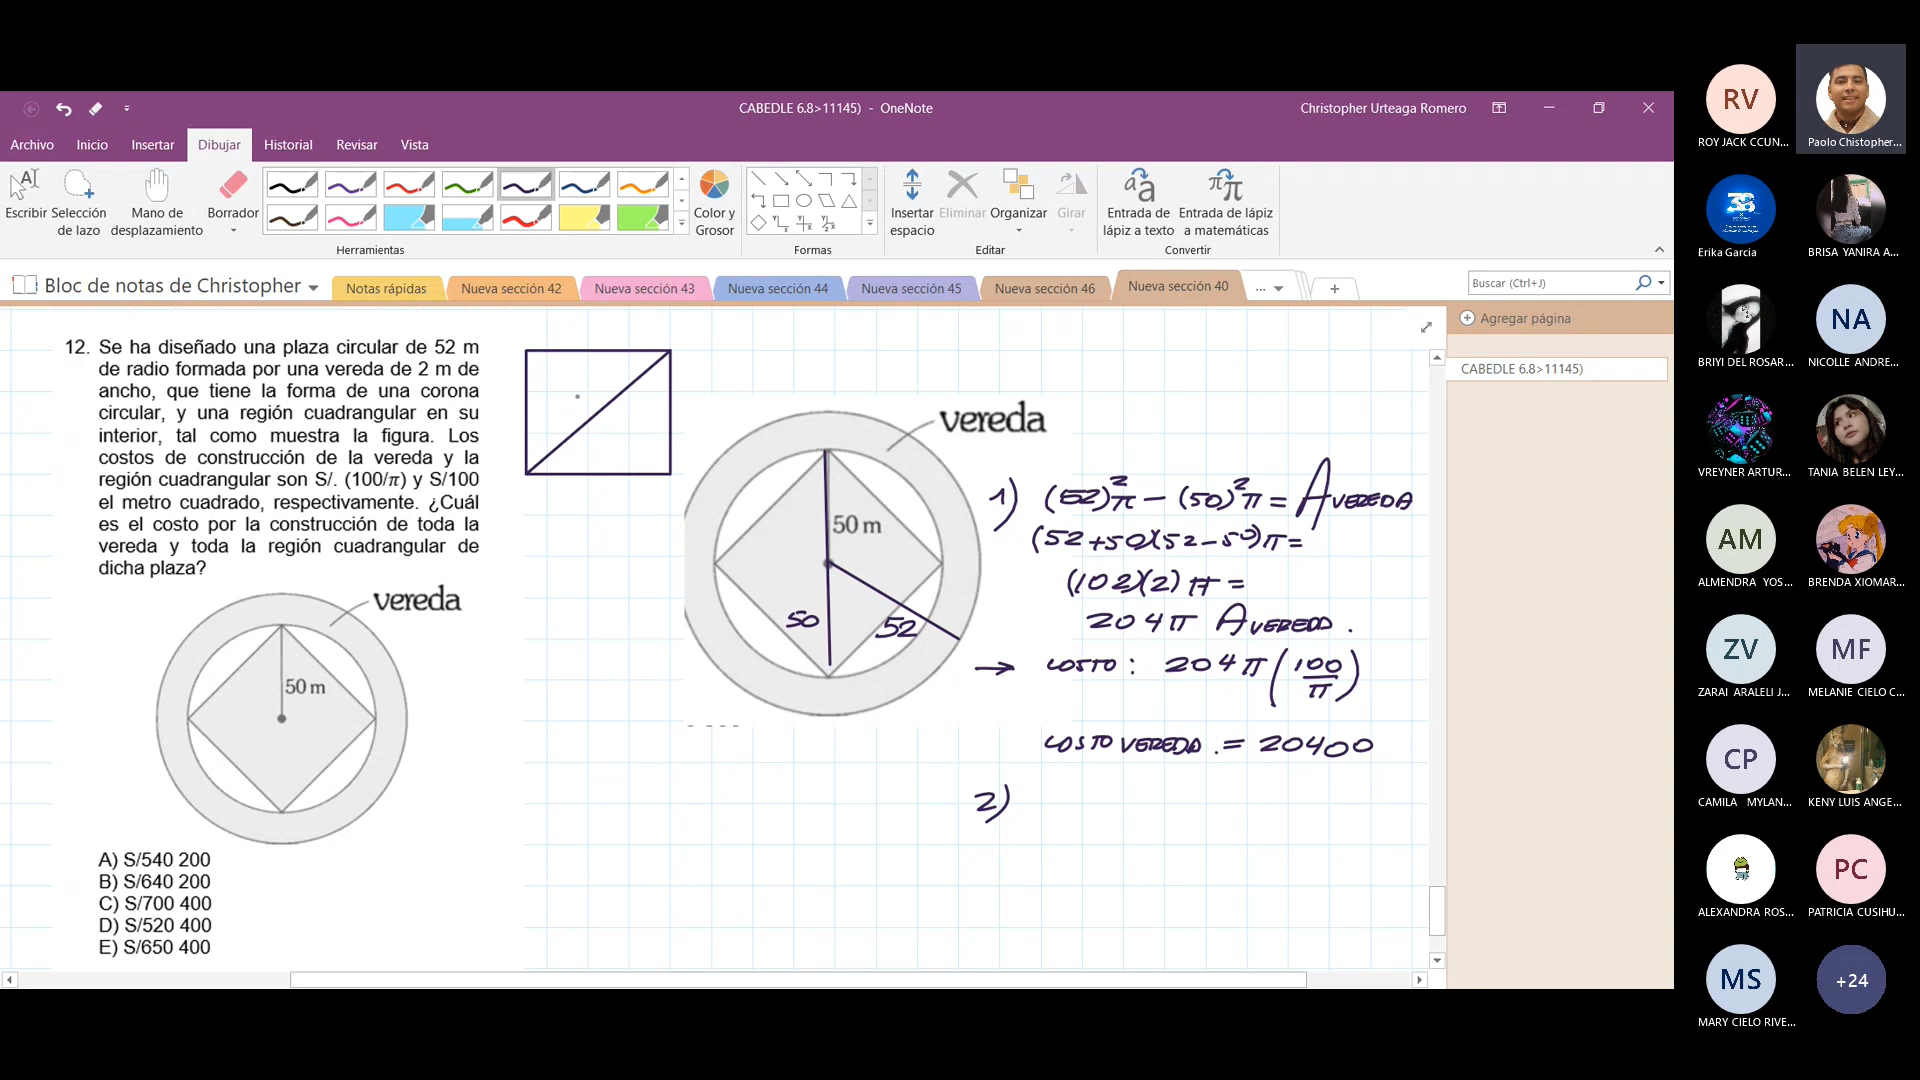 CABEDLE 6.8>11145) - OneNote
Christopher Urteaga Romero
Archivo Inicio Insertar Dibujar Historial Revisar Vista
Escribir
Selección de lazo
Mano de desplazamiento
Borrador
Color y Grosor
Insertar espacio
Eliminar
Organizar
Girar
Entrada de lápiz a texto
Entrada de lápiz a matemáticas
Herramientas
Formas
Editar
Convertir
Bloc de notas de Christopher
Notas rápidas
Nueva sección 42
Nueva sección 43
Nueva sección 44
Nueva sección 45
Nueva sección 46
Nueva sección 40
...
Buscar (Ctrl+J)
Agregar página
CABEDLE 6.8>11145)
12. Se ha diseñado una plaza circular de 52 m
de radio formada por una vereda de 2 m de
ancho, que tiene la forma de una corona
circular, y una región cuadrangular en su
interior, tal como muestra la figura. Los
costos de construcción de la vereda y la
región cuadrangular son S/. (100/π) y S/100
el metro cuadrado, respectivamente. ¿Cuál
es el costo por la construcción de toda la
vereda y toda la región cuadrangular de
dicha plaza?
vereda
50 m
A) S/540 200
B) S/640 200
C) S/700 400
D) S/520 400
E) S/650 400
vereda
50 m
50
52
1) (52)²π - (50)²π = A VEREDA
(52+50)(52-50)π=
(102)(2)π =
204π A VEREDA.
→ COSTO: 204π(100/π)
COSTO VEREDA. = 20400
2)
RV
ROY JACK CCUN...
Paolo Chistopher...
Erika Garcia
BRISA YANIRA A...
BRIYI DEL ROSAR...
NA
NICOLLE ANDRE...
VREYNER ARTUR...
TANIA BELEN LEY...
AM
ALMENDRA YOS...
BRENDA XIOMAR...
ZV
ZARAI ARALELI J...
MF
MELANIE CIELO C...
CP
CAMILA MYLAN...
KENY LUIS ANGE...
ALEXANDRA ROS...
PC
PATRICIA CUSIHU...
MS
MARY CIELO RIVE...
+24